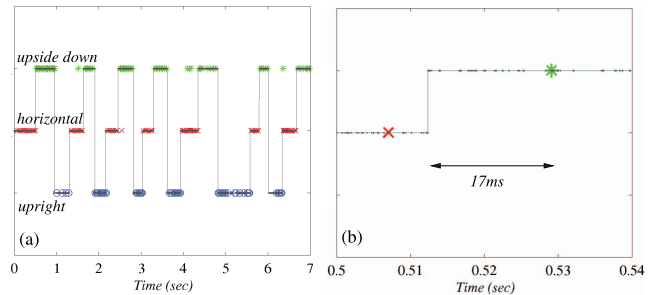 upside down
horizontal
upright
(a)
0 1 2 3 4 5 6 7
Time (sec)
17ms
(b)
0.5 0.51 0.52 0.53 0.54
Time (sec)